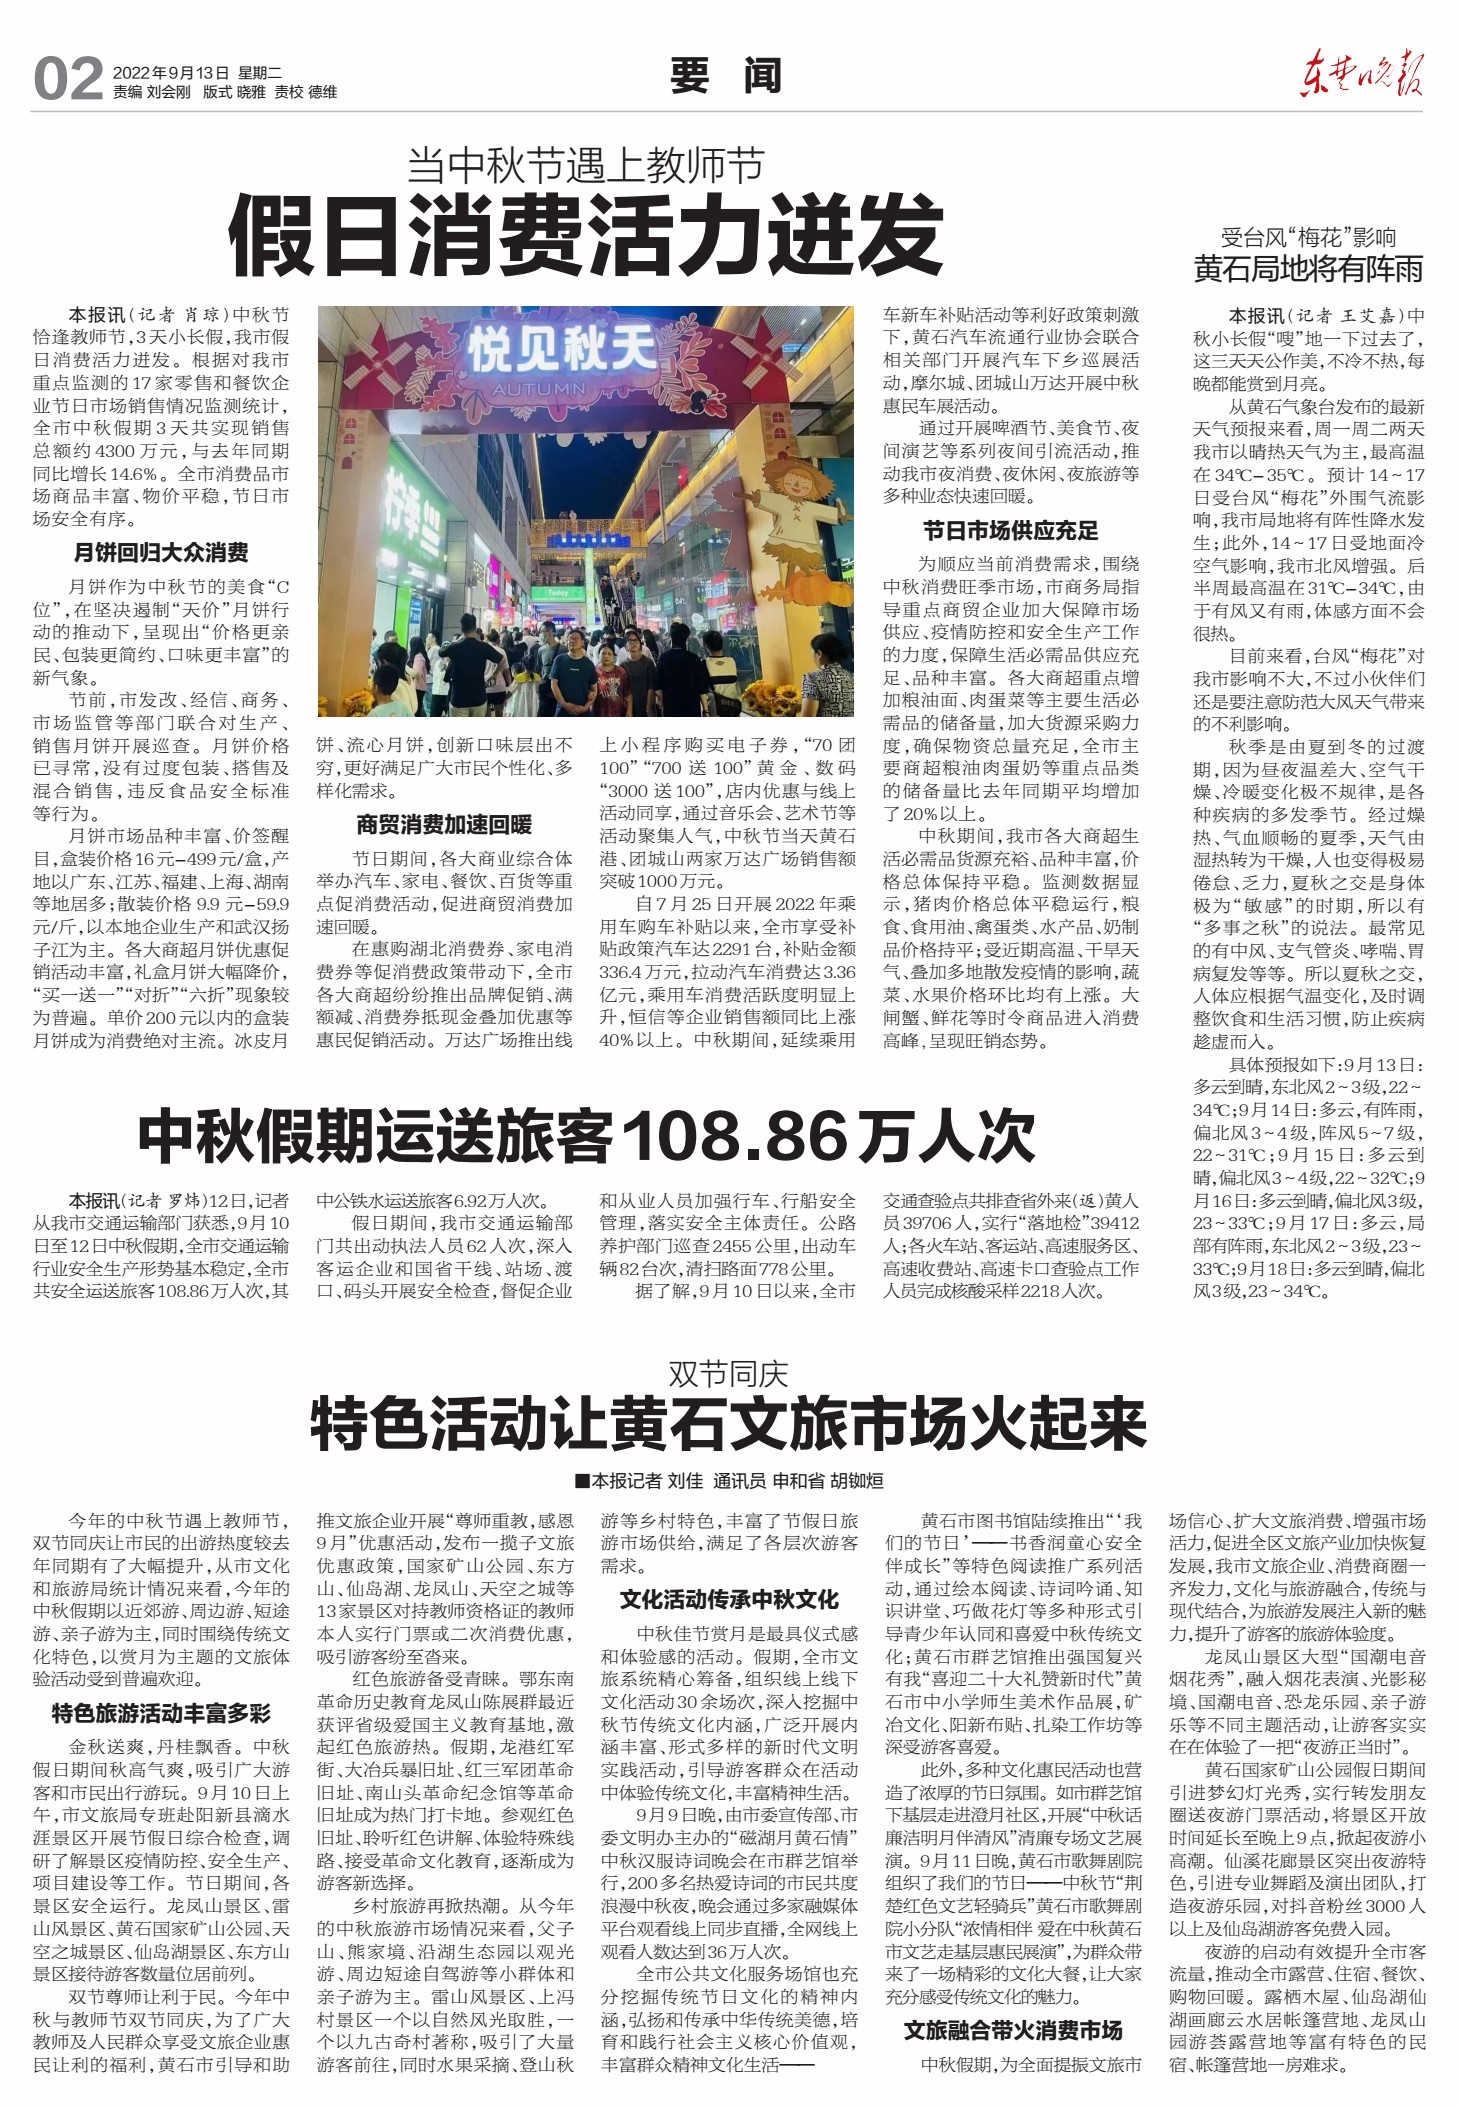 02
2022年9月13日 星期二
责编 刘会刚 版式 晓雅 责校 德维
要闻
东楚晚报
当中秋节遇上教师节
假日消费活力迸发
本报讯(记者 肖琼)中秋节
恰逢教师节,3天小长假,我市假
日消费活力迸发。根据对我市
重点监测的17家零售和餐饮企
业节日市场销售情况监测统计,
全市中秋假期3天共实现销售
总额约4300万元,与去年同期
同比增长14.6%。全市消费品市
场商品丰富、物价平稳,节日市
场安全有序。
月饼回归大众消费
月饼作为中秋节的美食“C
位”,在坚决遏制“天价”月饼行
动的推动下,呈现出“价格更亲
民、包装更简约、口味更丰富”的
新气象。
节前,市发改、经信、商务、
市场监管等部门联合对生产、
销售月饼开展巡查。月饼价格
已寻常,没有过度包装、搭售及
混合销售,违反食品安全标准
等行为。
月饼市场品种丰富、价签醒
目,盒装价格16元—499元/盒,产
地以广东、江苏、福建、上海、湖南
等地居多;散装价格9.9元—59.9
元/斤,以本地企业生产和武汉扬
子江为主。各大商超月饼优惠促
销活动丰富,礼盒月饼大幅降价,
“买一送一”“对折”“六折”现象较
为普遍。单价200元以内的盒装
月饼成为消费绝对主流。冰皮月
悦见秋天
AUTUMN
柠季
Today
饼、流心月饼,创新口味层出不
穷,更好满足广大市民个性化、多
样化需求。
商贸消费加速回暖
节日期间,各大商业综合体
举办汽车、家电、餐饮、百货等重
点促消费活动,促进商贸消费加
速回暖。
在惠购湖北消费券、家电消
费券等促消费政策带动下,全市
各大商超纷纷推出品牌促销、满
额减、消费券抵现金叠加优惠等
惠民促销活动。万达广场推出线
上小程序购买电子券,“70团
100”“700送100”黄金、数码
“3000送100”,店内优惠与线上
活动同享,通过音乐会、艺术节等
活动聚集人气,中秋节当天黄石
港、团城山两家万达广场销售额
突破1000万元。
自7月25日开展2022年乘
用车购车补贴以来,全市享受补
贴政策汽车达2291台,补贴金额
336.4万元,拉动汽车消费达3.36
亿元,乘用车消费活跃度明显上
升,恒信等企业销售额同比上涨
40%以上。中秋期间,延续乘用
车新车补贴活动等利好政策刺激
下,黄石汽车流通行业协会联合
相关部门开展汽车下乡巡展活
动,摩尔城、团城山万达开展中秋
惠民车展活动。
通过开展啤酒节、美食节、夜
间演艺等系列夜间引流活动,推
动我市夜消费、夜休闲、夜旅游等
多种业态快速回暖。
节日市场供应充足
为顺应当前消费需求,围绕
中秋消费旺季市场,市商务局指
导重点商贸企业加大保障市场
供应、疫情防控和安全生产工作
的力度,保障生活必需品供应充
足、品种丰富。各大商超重点增
加粮油面、肉蛋菜等主要生活必
需品的储备量,加大货源采购力
度,确保物资总量充足,全市主
要商超粮油肉蛋奶等重点品类
的储备量比去年同期平均增加
了20%以上。
中秋期间,我市各大商超生
活必需品货源充裕、品种丰富,价
格总体保持平稳。监测数据显
示,猪肉价格总体平稳运行,粮
食、食用油、禽蛋类、水产品、奶制
品价格持平;受近期高温、干旱天
气、叠加多地散发疫情的影响,蔬
菜、水果价格环比均有上涨。大
闸蟹、鲜花等时令商品进入消费
高峰,呈现旺销态势。
受台风“梅花”影响
黄石局地将有阵雨
本报讯(记者 王艾嘉)中
秋小长假“嗖”地一下过去了,
这三天天公作美,不冷不热,每
晚都能赏到月亮。
从黄石气象台发布的最新
天气预报来看,周一周二两天
我市以晴热天气为主,最高温
在34℃—35℃。预计14~17
日受台风“梅花”外围气流影
响,我市局地将有阵性降水发
生;此外,14~17日受地面冷
空气影响,我市北风增强。后
半周最高温在31℃—34℃,由
于有风又有雨,体感方面不会
很热。
目前来看,台风“梅花”对
我市影响不大,不过小伙伴们
还是要注意防范大风天气带来
的不利影响。
秋季是由夏到冬的过渡
期,因为昼夜温差大、空气干
燥、冷暖变化极不规律,是各
种疾病的多发季节。经过燥
热、气血顺畅的夏季,天气由
湿热转为干燥,人也变得极易
倦怠、乏力,夏秋之交是身体
极为“敏感”的时期,所以有
“多事之秋”的说法。最常见
的有中风、支气管炎、哮喘、胃
病复发等等。所以夏秋之交,
人体应根据气温变化,及时调
整饮食和生活习惯,防止疾病
趁虚而入。
具体预报如下:9月13日:
多云到晴,东北风2~3级,22~
34℃;9月14日:多云,有阵雨,
偏北风3~4级,阵风5~7级,
22~31℃;9月15日:多云到
晴,偏北风3~4级,22~32℃;9
月16日:多云到晴,偏北风3级,
23~33℃;9月17日:多云,局
部有阵雨,东北风2~3级,23~
33℃;9月18日:多云到晴,偏北
风3级,23~34℃。
中秋假期运送旅客108.86万人次
本报讯(记者 罗炜)12日,记者
从我市交通运输部门获悉,9月10
日至12日中秋假期,全市交通运输
行业安全生产形势基本稳定,全市
共安全运送旅客108.86万人次,其
中公铁水运送旅客6.92万人次。
假日期间,我市交通运输部
门共出动执法人员62人次,深入
客运企业和国省干线、站场、渡
口、码头开展安全检查,督促企业
和从业人员加强行车、行船安全
管理,落实安全主体责任。公路
养护部门巡查2455公里,出动车
辆82台次,清扫路面778公里。
据了解,9月10日以来,全市
交通查验点共排查省外来(返)黄人
员39706人,实行“落地检”39412
人;各火车站、客运站、高速服务区、
高速收费站、高速卡口查验点工作
人员完成核酸采样2218人次。
双节同庆
特色活动让黄石文旅市场火起来
■本报记者 刘佳 通讯员 申和省 胡铷烜
今年的中秋节遇上教师节,
双节同庆让市民的出游热度较去
年同期有了大幅提升,从市文化
和旅游局统计情况来看,今年的
中秋假期以近郊游、周边游、短途
游、亲子游为主,同时围绕传统文
化特色,以赏月为主题的文旅体
验活动受到普遍欢迎。
特色旅游活动丰富多彩
金秋送爽,丹桂飘香。中秋
假日期间秋高气爽,吸引广大游
客和市民出行游玩。9月10日上
午,市文旅局专班赴阳新县滴水
涯景区开展节假日综合检查,调
研了解景区疫情防控、安全生产、
项目建设等工作。节日期间,各
景区安全运行。龙凤山景区、雷
山风景区、黄石国家矿山公园、天
空之城景区、仙岛湖景区、东方山
景区接待游客数量位居前列。
双节尊师让利于民。今年中
秋与教师节双节同庆,为了广大
教师及人民群众享受文旅企业惠
民让利的福利,黄石市引导和助
推文旅企业开展“尊师重教,感恩
9月”优惠活动,发布一揽子文旅
优惠政策,国家矿山公园、东方
山、仙岛湖、龙凤山、天空之城等
13家景区对持教师资格证的教师
本人实行门票或二次消费优惠,
吸引游客纷至沓来。
红色旅游备受青睐。鄂东南
革命历史教育龙凤山陈展群最近
获评省级爱国主义教育基地,激
起红色旅游热。假期,龙港红军
街、大冶兵暴旧址、红三军团革命
旧址、南山头革命纪念馆等革命
旧址成为热门打卡地。参观红色
旧址、聆听红色讲解、体验特殊线
路、接受革命文化教育,逐渐成为
游客新选择。
乡村旅游再掀热潮。从今年
的中秋旅游市场情况来看,父子
山、熊家境、沿湖生态园以观光
游、周边短途自驾游等小群体和
亲子游为主。雷山风景区、上冯
村景区一个以自然风光取胜,一
个以九古奇村著称,吸引了大量
游客前往,同时水果采摘、登山秋
游等乡村特色,丰富了节假日旅
游市场供给,满足了各层次游客
需求。
文化活动传承中秋文化
中秋佳节赏月是最具仪式感
和体验感的活动。假期,全市文
旅系统精心筹备,组织线上线下
文化活动30余场次,深入挖掘中
秋节传统文化内涵,广泛开展内
涵丰富、形式多样的新时代文明
实践活动,引导游客群众在活动
中体验传统文化,丰富精神生活。
9月9日晚,由市委宣传部、市
委文明办主办的“磁湖月黄石情”
中秋汉服诗词晚会在市群艺馆举
行,200多名热爱诗词的市民共度
浪漫中秋夜,晚会通过多家融媒体
平台观看线上同步直播,全网线上
观看人数达到36万人次。
全市公共文化服务场馆也充
分挖掘传统节日文化的精神内
涵,弘扬和传承中华传统美德,培
育和践行社会主义核心价值观,
丰富群众精神文化生活——
黄石市图书馆陆续推出“‘我
们的节日’——书香润童心安全
伴成长”等特色阅读推广系列活
动,通过绘本阅读、诗词吟诵、知
识讲堂、巧做花灯等多种形式引
导青少年认同和喜爱中秋传统文
化;黄石市群艺馆推出强国复兴
有我“喜迎二十大礼赞新时代”黄
石市中小学师生美术作品展,矿
冶文化、阳新布贴、扎染工作坊等
深受游客喜爱。
此外,多种文化惠民活动也营
造了浓厚的节日氛围。如市群艺馆
下基层走进澄月社区,开展“中秋话
廉洁明月伴清风”清廉专场文艺展
演。9月11日晚,黄石市歌舞剧院
组织了我们的节日——中秋节“荆
楚红色文艺轻骑兵”黄石市歌舞剧
院小分队“浓情相伴 爱在中秋黄石
市文艺走基层惠民展演”,为群众带
来了一场精彩的文化大餐,让大家
充分感受传统文化的魅力。
文旅融合带火消费市场
中秋假期,为全面提振文旅市
场信心、扩大文旅消费、增强市场
活力,促进全区文旅产业加快恢复
发展,我市文旅企业、消费商圈一
齐发力,文化与旅游融合,传统与
现代结合,为旅游发展注入新的魅
力,提升了游客的旅游体验度。
龙凤山景区大型“国潮电音
烟花秀”,融入烟花表演、光影秘
境、国潮电音、恐龙乐园、亲子游
乐等不同主题活动,让游客实实
在在体验了一把“夜游正当时”。
黄石国家矿山公园假日期间
引进梦幻灯光秀,实行转发朋友
圈送夜游门票活动,将景区开放
时间延长至晚上9点,掀起夜游小
高潮。仙溪花廊景区突出夜游特
色,引进专业舞蹈及演出团队,打
造夜游乐园,对抖音粉丝3000人
以上及仙岛湖游客免费入园。
夜游的启动有效提升全市客
流量,推动全市露营、住宿、餐饮、
购物回暖。露栖木屋、仙岛湖仙
湖画廊云水居帐篷营地、龙凤山
园游荟露营地等富有特色的民
宿、帐篷营地一房难求。